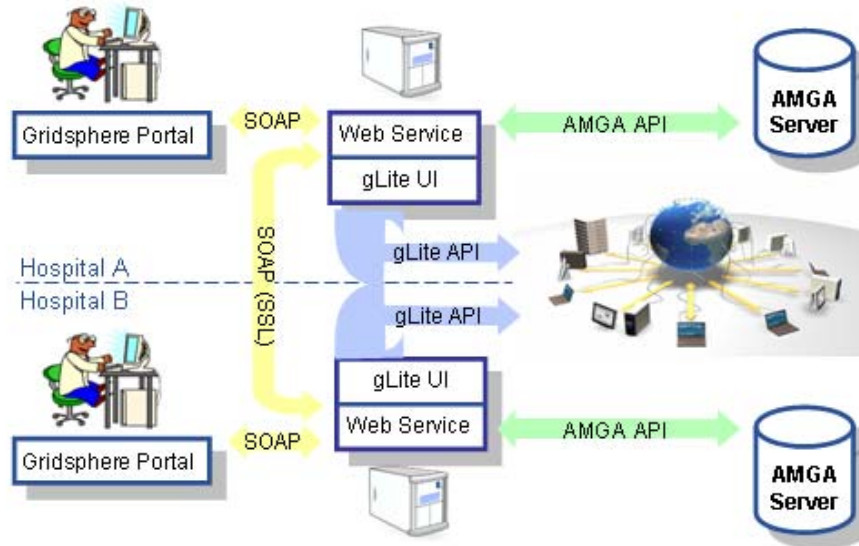 Gridsphere Portal
SOAP
Web Service
gLite UI
AMGA API
AMGA
Server
SOAP (SSL)
gLite API
Hospital A
Hospital B
gLite API
gLite UI
Web Service
Gridsphere Portal
SOAP
AMGA API
AMGA
Server